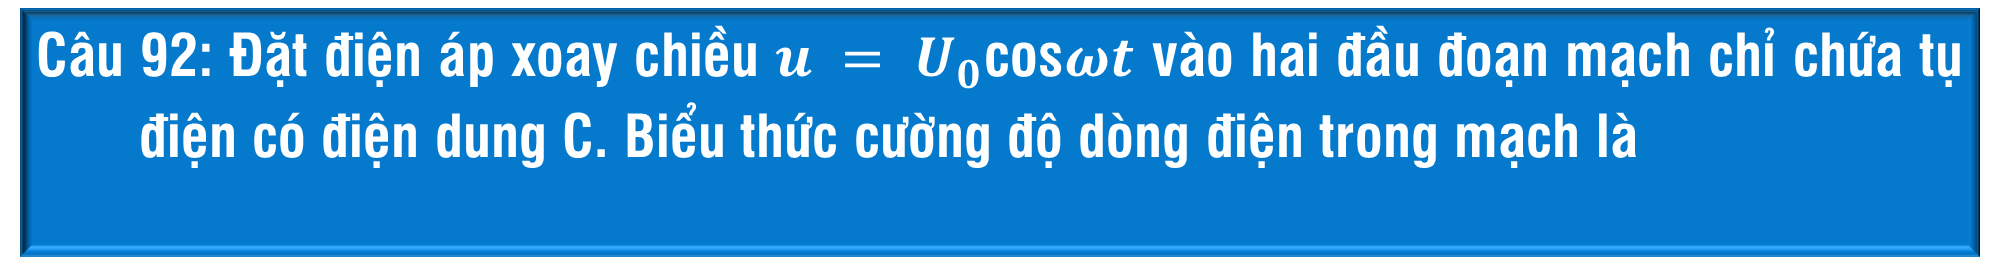 Câu 92: Đặt điện áp xoay chiều u = U₀cosωt vào hai đầu đoạn mạch chỉ chứa tụ
điện có điện dung C. Biểu thức cường độ dòng điện trong mạch là